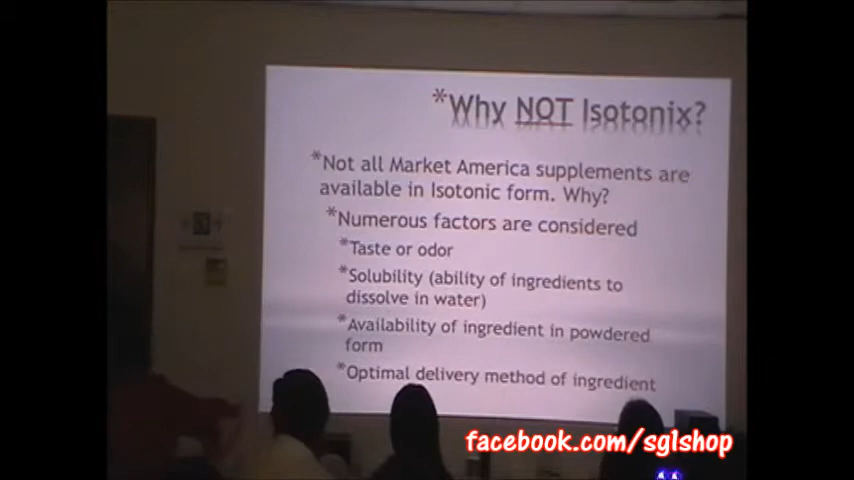 *Why NOT Isotonix?
*Not all Market America supplements are
available in Isotonic form. Why?
*Numerous factors are considered
*Taste or odor
*Solubility (ability of ingredients to
dissolve in water)
*Availability of ingredient in powdered
form
*Optimal delivery method of ingredient
facebook.com/sg1shop